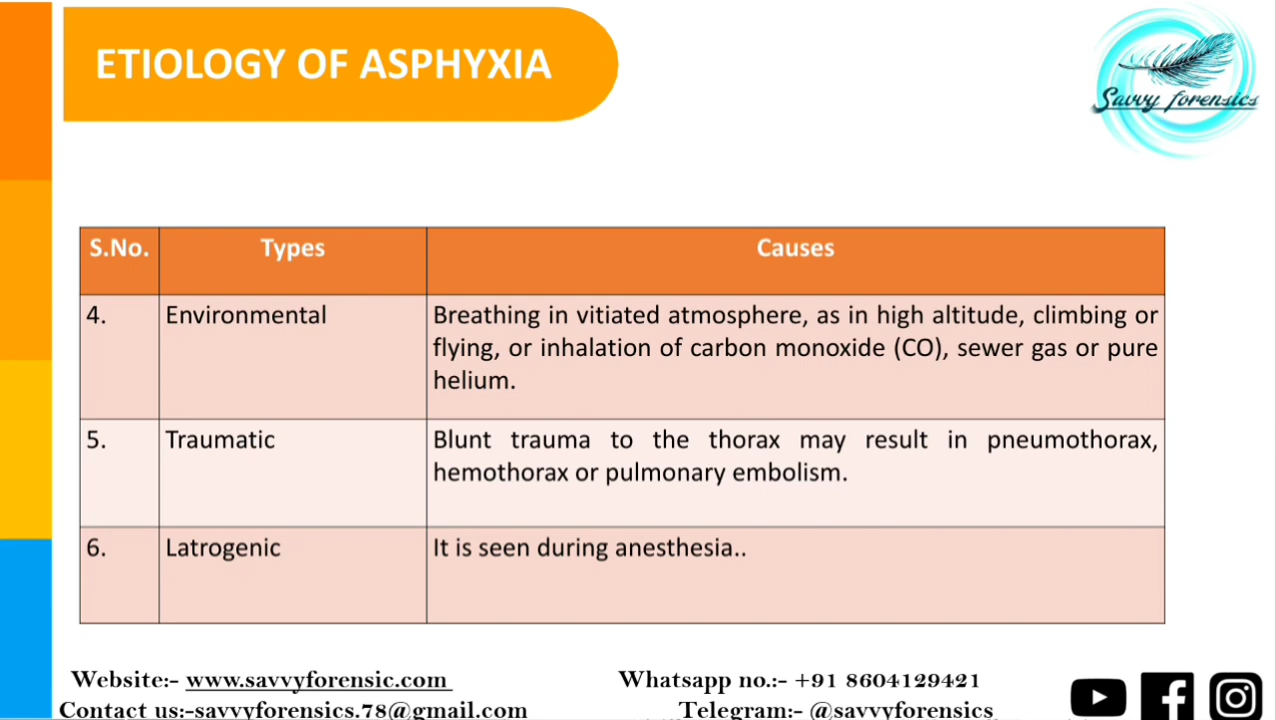 ETIOLOGY OF ASPHYXIA
Savvy forensics
S.No. Types Causes
4. Environmental Breathing in vitiated atmosphere, as in high altitude, climbing or
flying, or inhalation of carbon monoxide (CO), sewer gas or pure
helium.
5. Traumatic Blunt trauma to the thorax may result in pneumothorax,
hemothorax or pulmonary embolism.
6. Latrogenic It is seen during anesthesia..
Website:- www.savvyforensic.com Whatsapp no.:- +91 8604129421
Contact us:-savvyforensics.78@gmail.com Telegram:- @savvyforensics